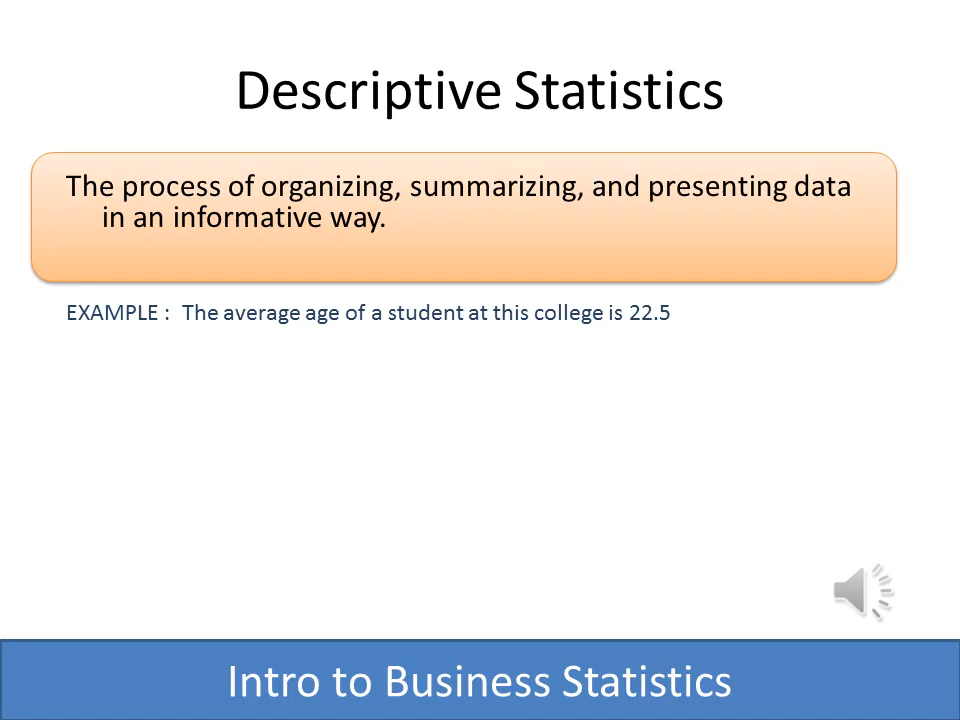 Descriptive Statistics
The process of organizing, summarizing, and presenting data
in an informative way.
EXAMPLE :  The average age of a student at this college is 22.5
Intro to Business Statistics